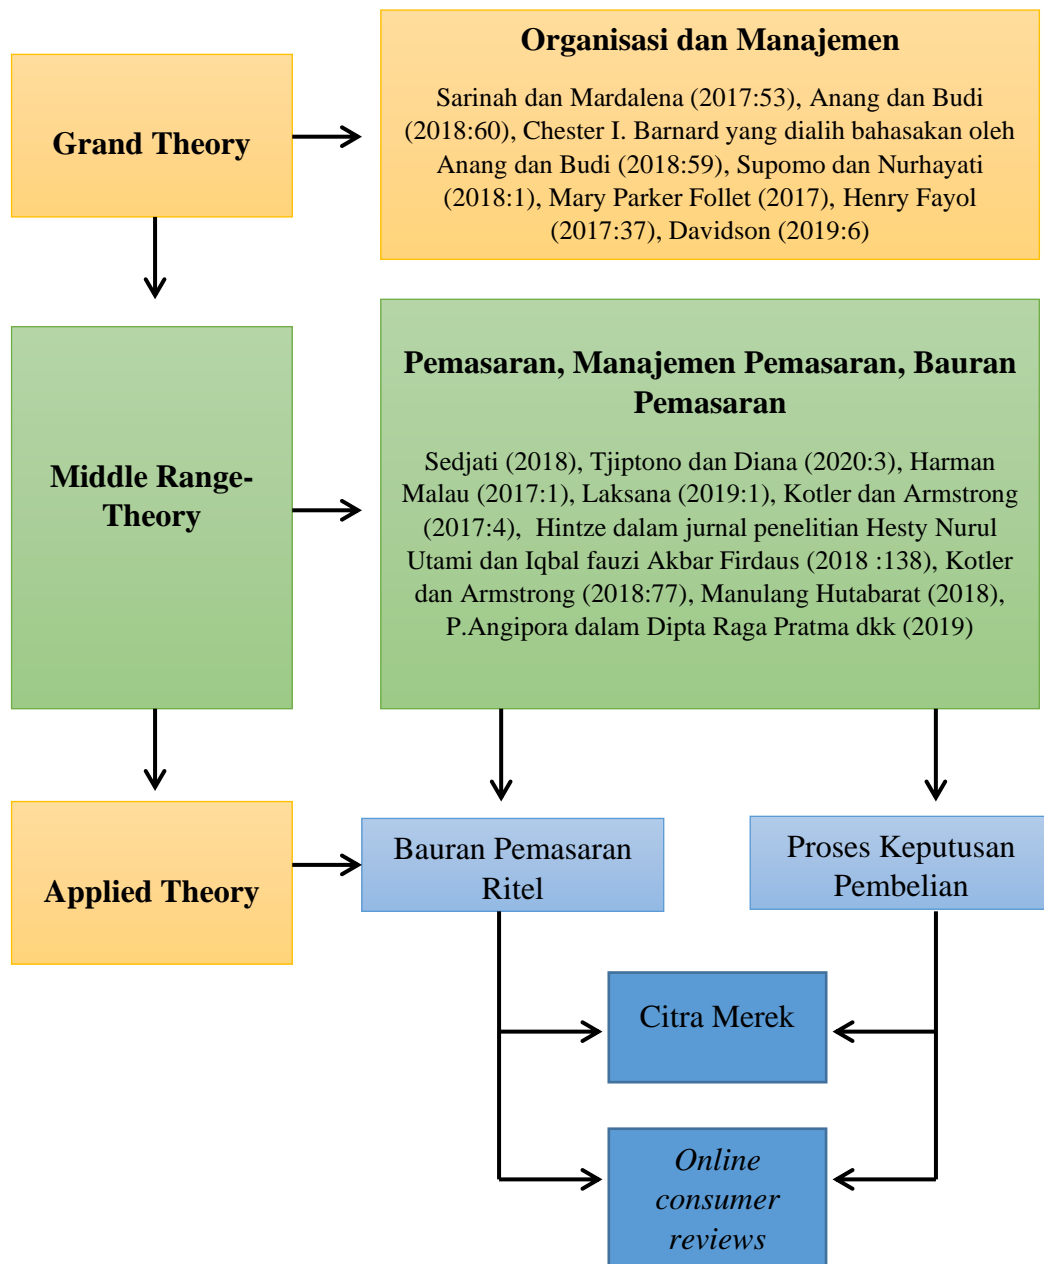 Organisasi dan Manajemen
Sarinah dan Mardalena (2017:53), Anang dan Budi
(2018:60), Chester I. Barnard yang dialih bahasakan oleh
Anang dan Budi (2018:59), Supomo dan Nurhayati
(2018:1), Mary Parker Follet (2017), Henry Fayol
(2017:37), Davidson (2019:6)
Grand Theory
Pemasaran, Manajemen Pemasaran, Bauran
Pemasaran
Sedjati (2018), Tjiptono dan Diana (2020:3), Harman
Malau (2017:1), Laksana (2019:1), Kotler dan Armstrong
(2017:4),  Hintze dalam jurnal penelitian Hesty Nurul
Utami dan Iqbal fauzi Akbar Firdaus (2018 :138), Kotler
dan Armstrong (2018:77), Manulang Hutabarat (2018),
P.Angipora dalam Dipta Raga Pratma dkk (2019)
Middle Range-
Theory
Applied Theory
Bauran Pemasaran
Ritel
Proses Keputusan
Pembelian
Citra Merek
Online
consumer
reviews